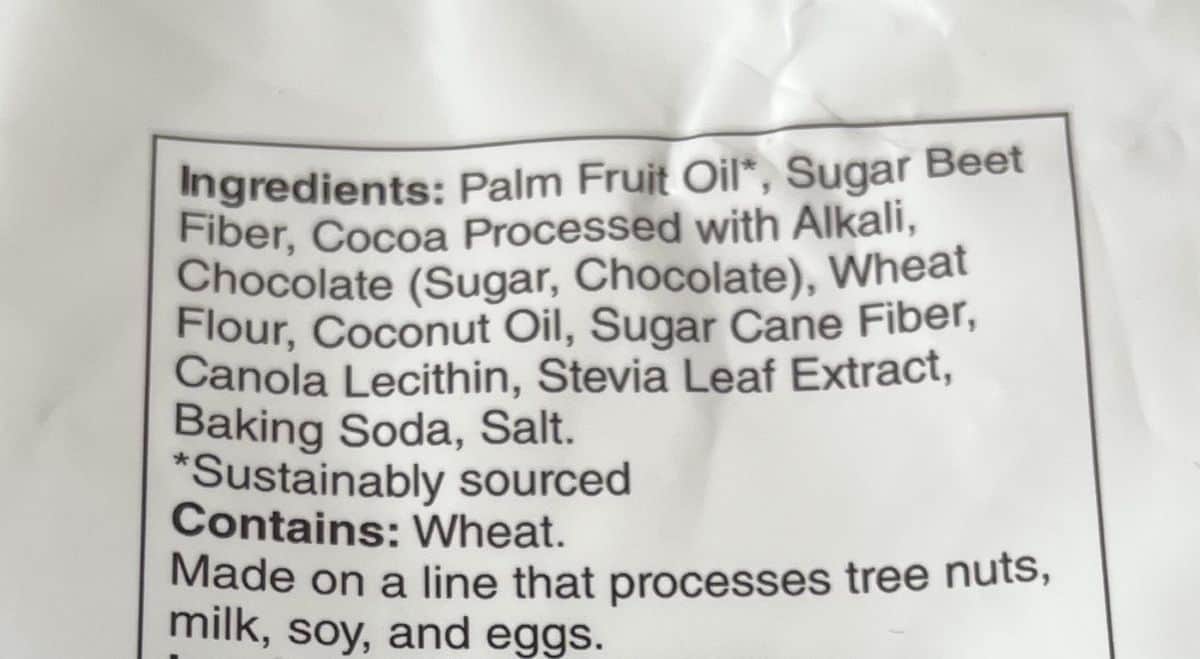 Ingredients: Palm Fruit Oil*, Sugar Beet
Fiber, Cocoa Processed with Alkali,
Chocolate (Sugar, Chocolate), Wheat
Flour, Coconut Oil, Sugar Cane Fiber,
Canola Lecithin, Stevia Leaf Extract,
Baking Soda, Salt.
*Sustainably sourced
Contains: Wheat.
Made on a line that processes tree nuts,
milk, soy, and eggs.